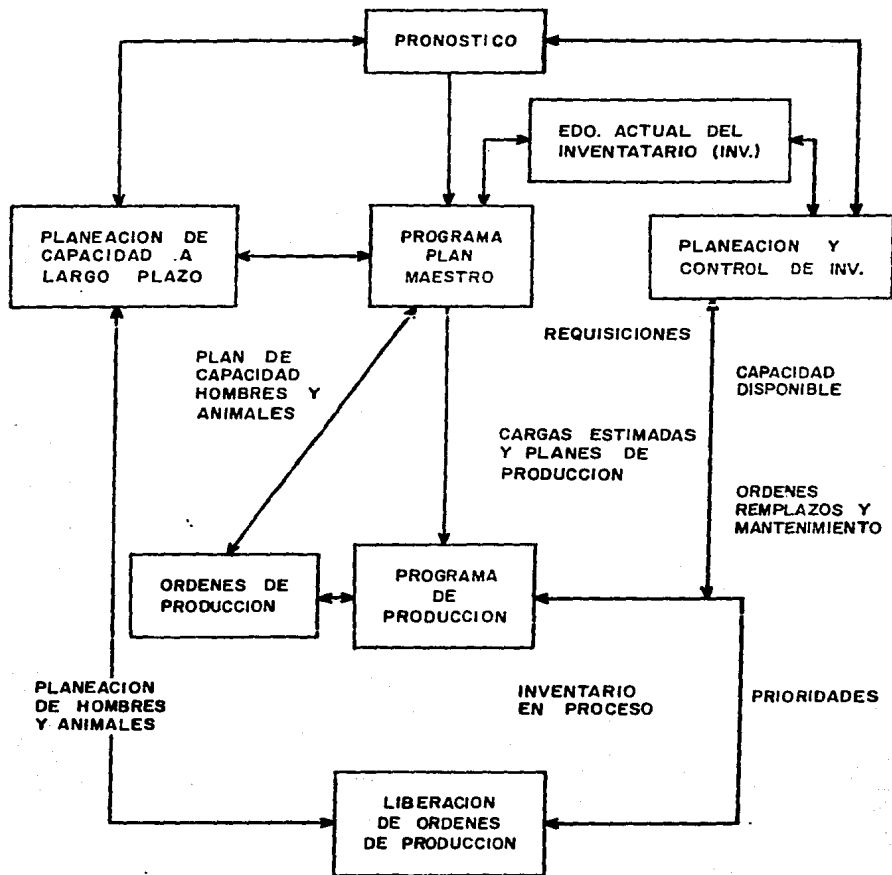 PRONOSTICO
EDO. ACTUAL DEL
INVENTATARIO (INV.)
PLANEACION DE
CAPACIDAD A
LARGO PLAZO
PROGRAMA
PLAN
MAESTRO
PLANEACION Y
CONTROL DE INV.
REQUISICIONES
PLAN DE
CAPACIDAD
HOMBRES Y
ANIMALES
CAPACIDAD
DISPONIBLE
CARGAS ESTIMADAS
Y PLANES DE
PRODUCCION
ORDENES
REMPLAZOS Y
MANTENIMIENTO
ORDENES DE
PRODUCCION
PROGRAMA
DE
PRODUCCION
PLANEACION
DE HOMBRES
Y ANIMALES
INVENTARIO
EN PROCESO
PRIORIDADES
LIBERACION
DE ORDENES
DE PRODUCCION